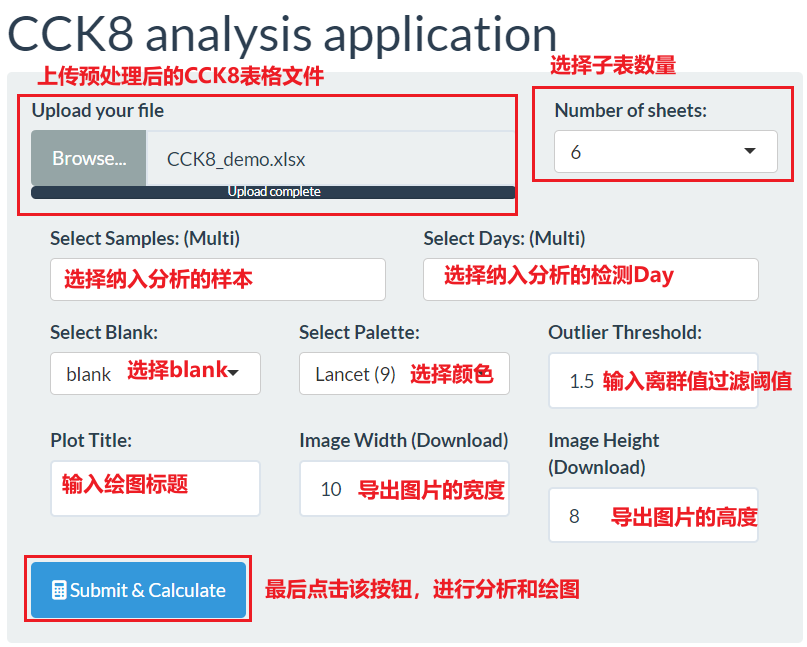 CCK8 analysis application
上传预处理后的CCK8表格文件
选择子表数量
Upload your file
Number of sheets:
Browse...
CCK8_demo.xlsx
6
Upload complete
Select Samples: (Multi)
Select Days: (Multi)
选择纳入分析的样本
选择纳入分析的检测Day
Select Blank:
Select Palette:
Outlier Threshold:
blank 选择blank
Lancet (9) 选择颜色
1.5 输入离群值过滤阈值
Plot Title:
Image Width (Download)
Image Height
(Download)
输入绘图标题
10 导出图片的宽度
8 导出图片的高度
Submit & Calculate
最后点击该按钮，进行分析和绘图